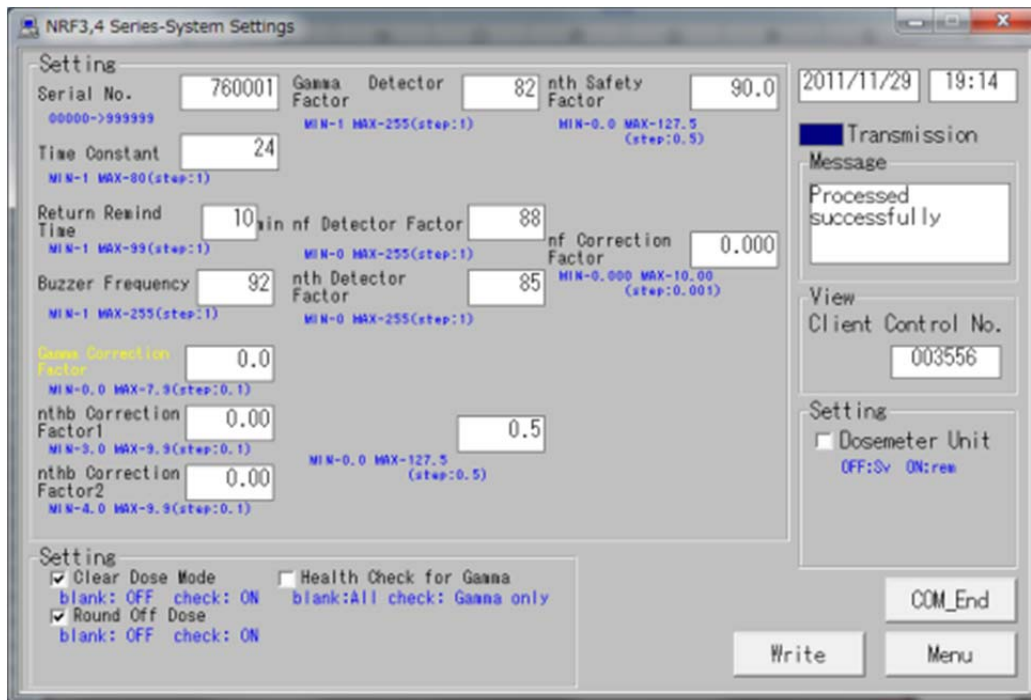 NRF3,4 Series-System Settings
Setting
Serial No. 760001
00000->999999
Time Constant 24
MIN-1 MAX-80(step:1)
Return Remind Time 10 min
MIN-1 MAX-99(step:1)
Buzzer Frequency 92
MIN-1 MAX-255(step:1)
Gamma Correction Factor 0.0
MIN-0.0 MAX-7.9(step:0.1)
nthb Correction Factor1 0.00
MIN-3.0 MAX-9.9(step:0.1)
nthb Correction Factor2 0.00
MIN-4.0 MAX-9.9(step:0.1)
Gamma Detector Factor 82
MIN-1 MAX-255(step:1)
nf Detector Factor 88
MIN-0 MAX-255(step:1)
nth Detector Factor 85
MIN-0 MAX-255(step:1)
0.5
MIN-0.0 MAX-127.5
(step:0.5)
nth Safety Factor 90.0
MIN-0.0 MAX-127.5
(step:0.5)
nf Correction Factor 0.000
MIN-0.000 MAX-10.00
(step:0.001)
2011/11/29 19:14
Transmission
Message
Processed
successfully
View
Client Control No.
003556
Setting
Dosemeter Unit
OFF:Sv ON:rem
Setting
Clear Dose Mode
blank: OFF check: ON
Round Off Dose
blank: OFF check: ON
Health Check for Gamma
blank:All check: Gamma only
COM_End
Write
Menu